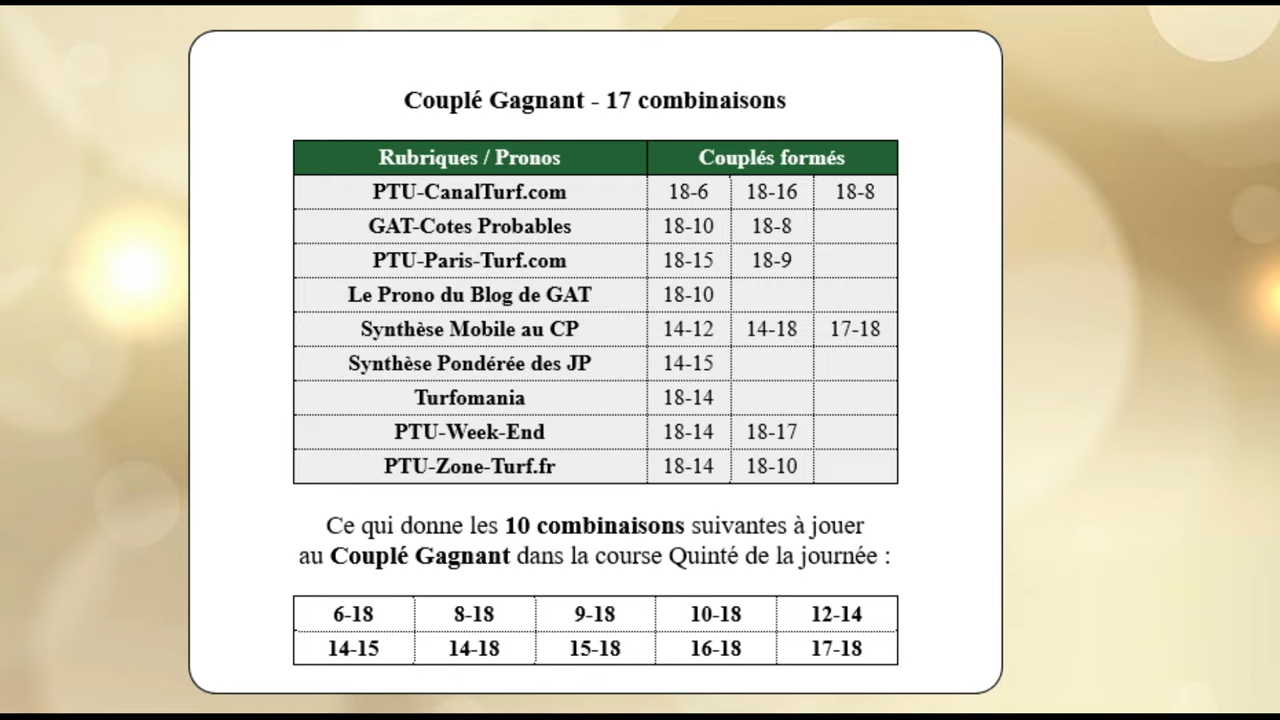 Couplé Gagnant - 17 combinaisons
Rubriques / Pronos Couplés formés
PTU-CanalTurf.com 18-6 18-16 18-8
GAT-Cotes Probables 18-10 18-8
PTU-Paris-Turf.com 18-15 18-9
Le Prono du Blog de GAT 18-10
Synthèse Mobile au CP 14-12 14-18 17-18
Synthèse Pondérée des JP 14-15
Turfomania 18-14
PTU-Week-End 18-14 18-17
PTU-Zone-Turf.fr 18-14 18-10
Ce qui donne les 10 combinaisons suivantes à jouer
au Couplé Gagnant dans la course Quinté de la journée :
6-18 8-18 9-18 10-18 12-14
14-15 14-18 15-18 16-18 17-18